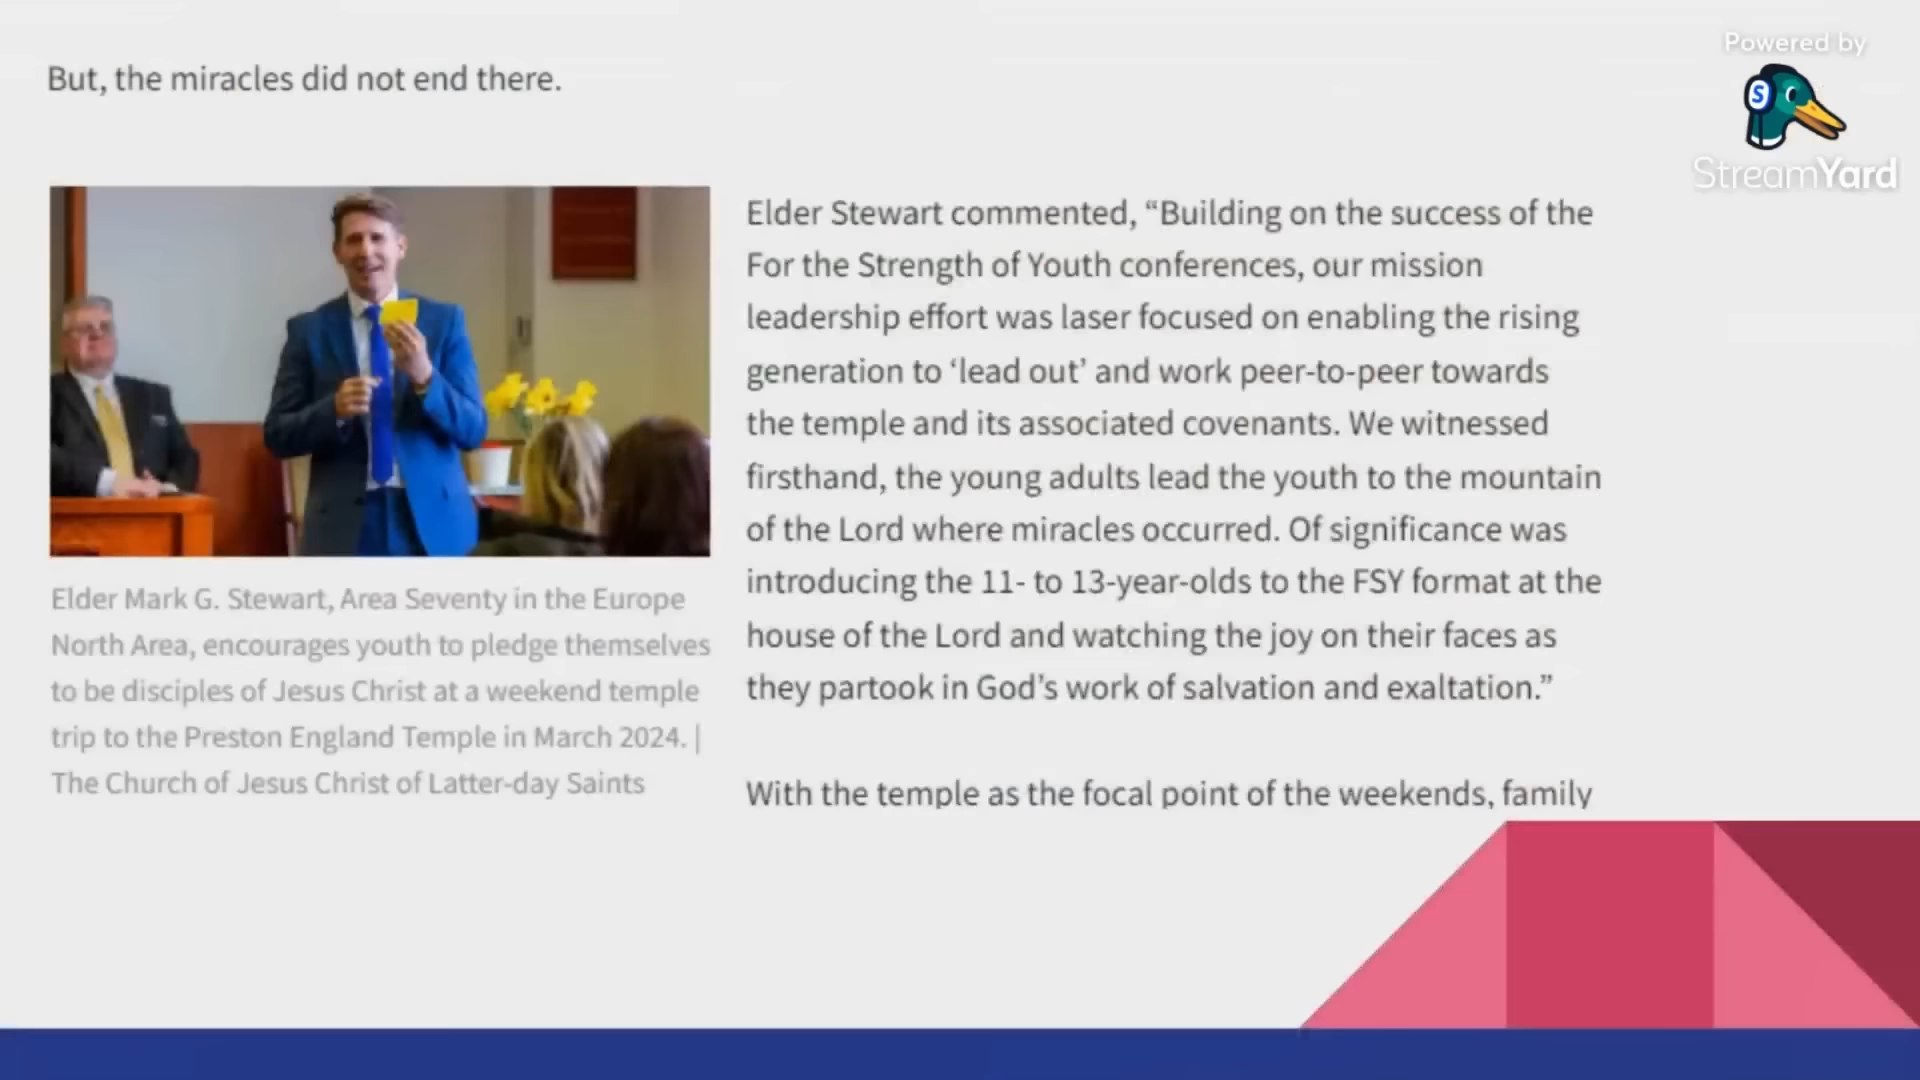 But, the miracles did not end there.
Powered by
S
StreamYard
Elder Stewart commented, “Building on the success of the
For the Strength of Youth conferences, our mission
leadership effort was laser focused on enabling the rising
generation to ‘lead out’ and work peer-to-peer towards
the temple and its associated covenants. We witnessed
firsthand, the young adults lead the youth to the mountain
of the Lord where miracles occurred. Of significance was
introducing the 11- to 13-year-olds to the FSY format at the
house of the Lord and watching the joy on their faces as
they partook in God’s work of salvation and exaltation.”
With the temple as the focal point of the weekends, family
Elder Mark G. Stewart, Area Seventy in the Europe
North Area, encourages youth to pledge themselves
to be disciples of Jesus Christ at a weekend temple
trip to the Preston England Temple in March 2024. |
The Church of Jesus Christ of Latter-day Saints